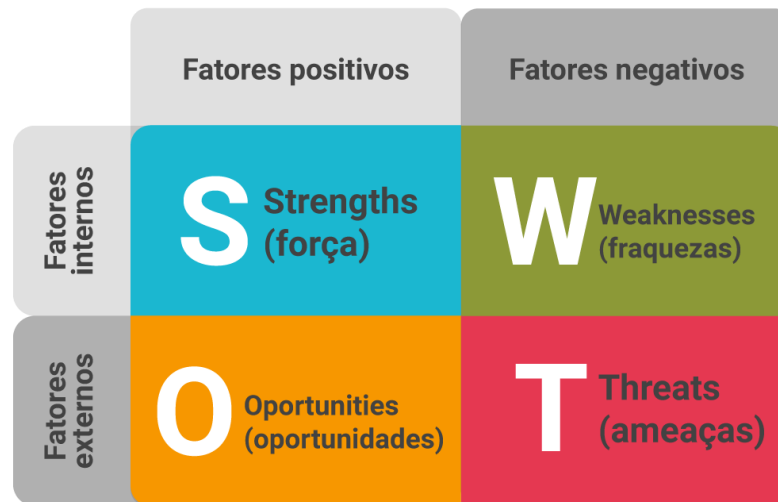 Fatores positivos
Fatores negativos
Fatores
internos
S
Strengths
(força)
W
Weaknesses
(fraquezas)
Fatores
externos
O
Oportunities
(oportunidades)
T
Threats
(ameaças)